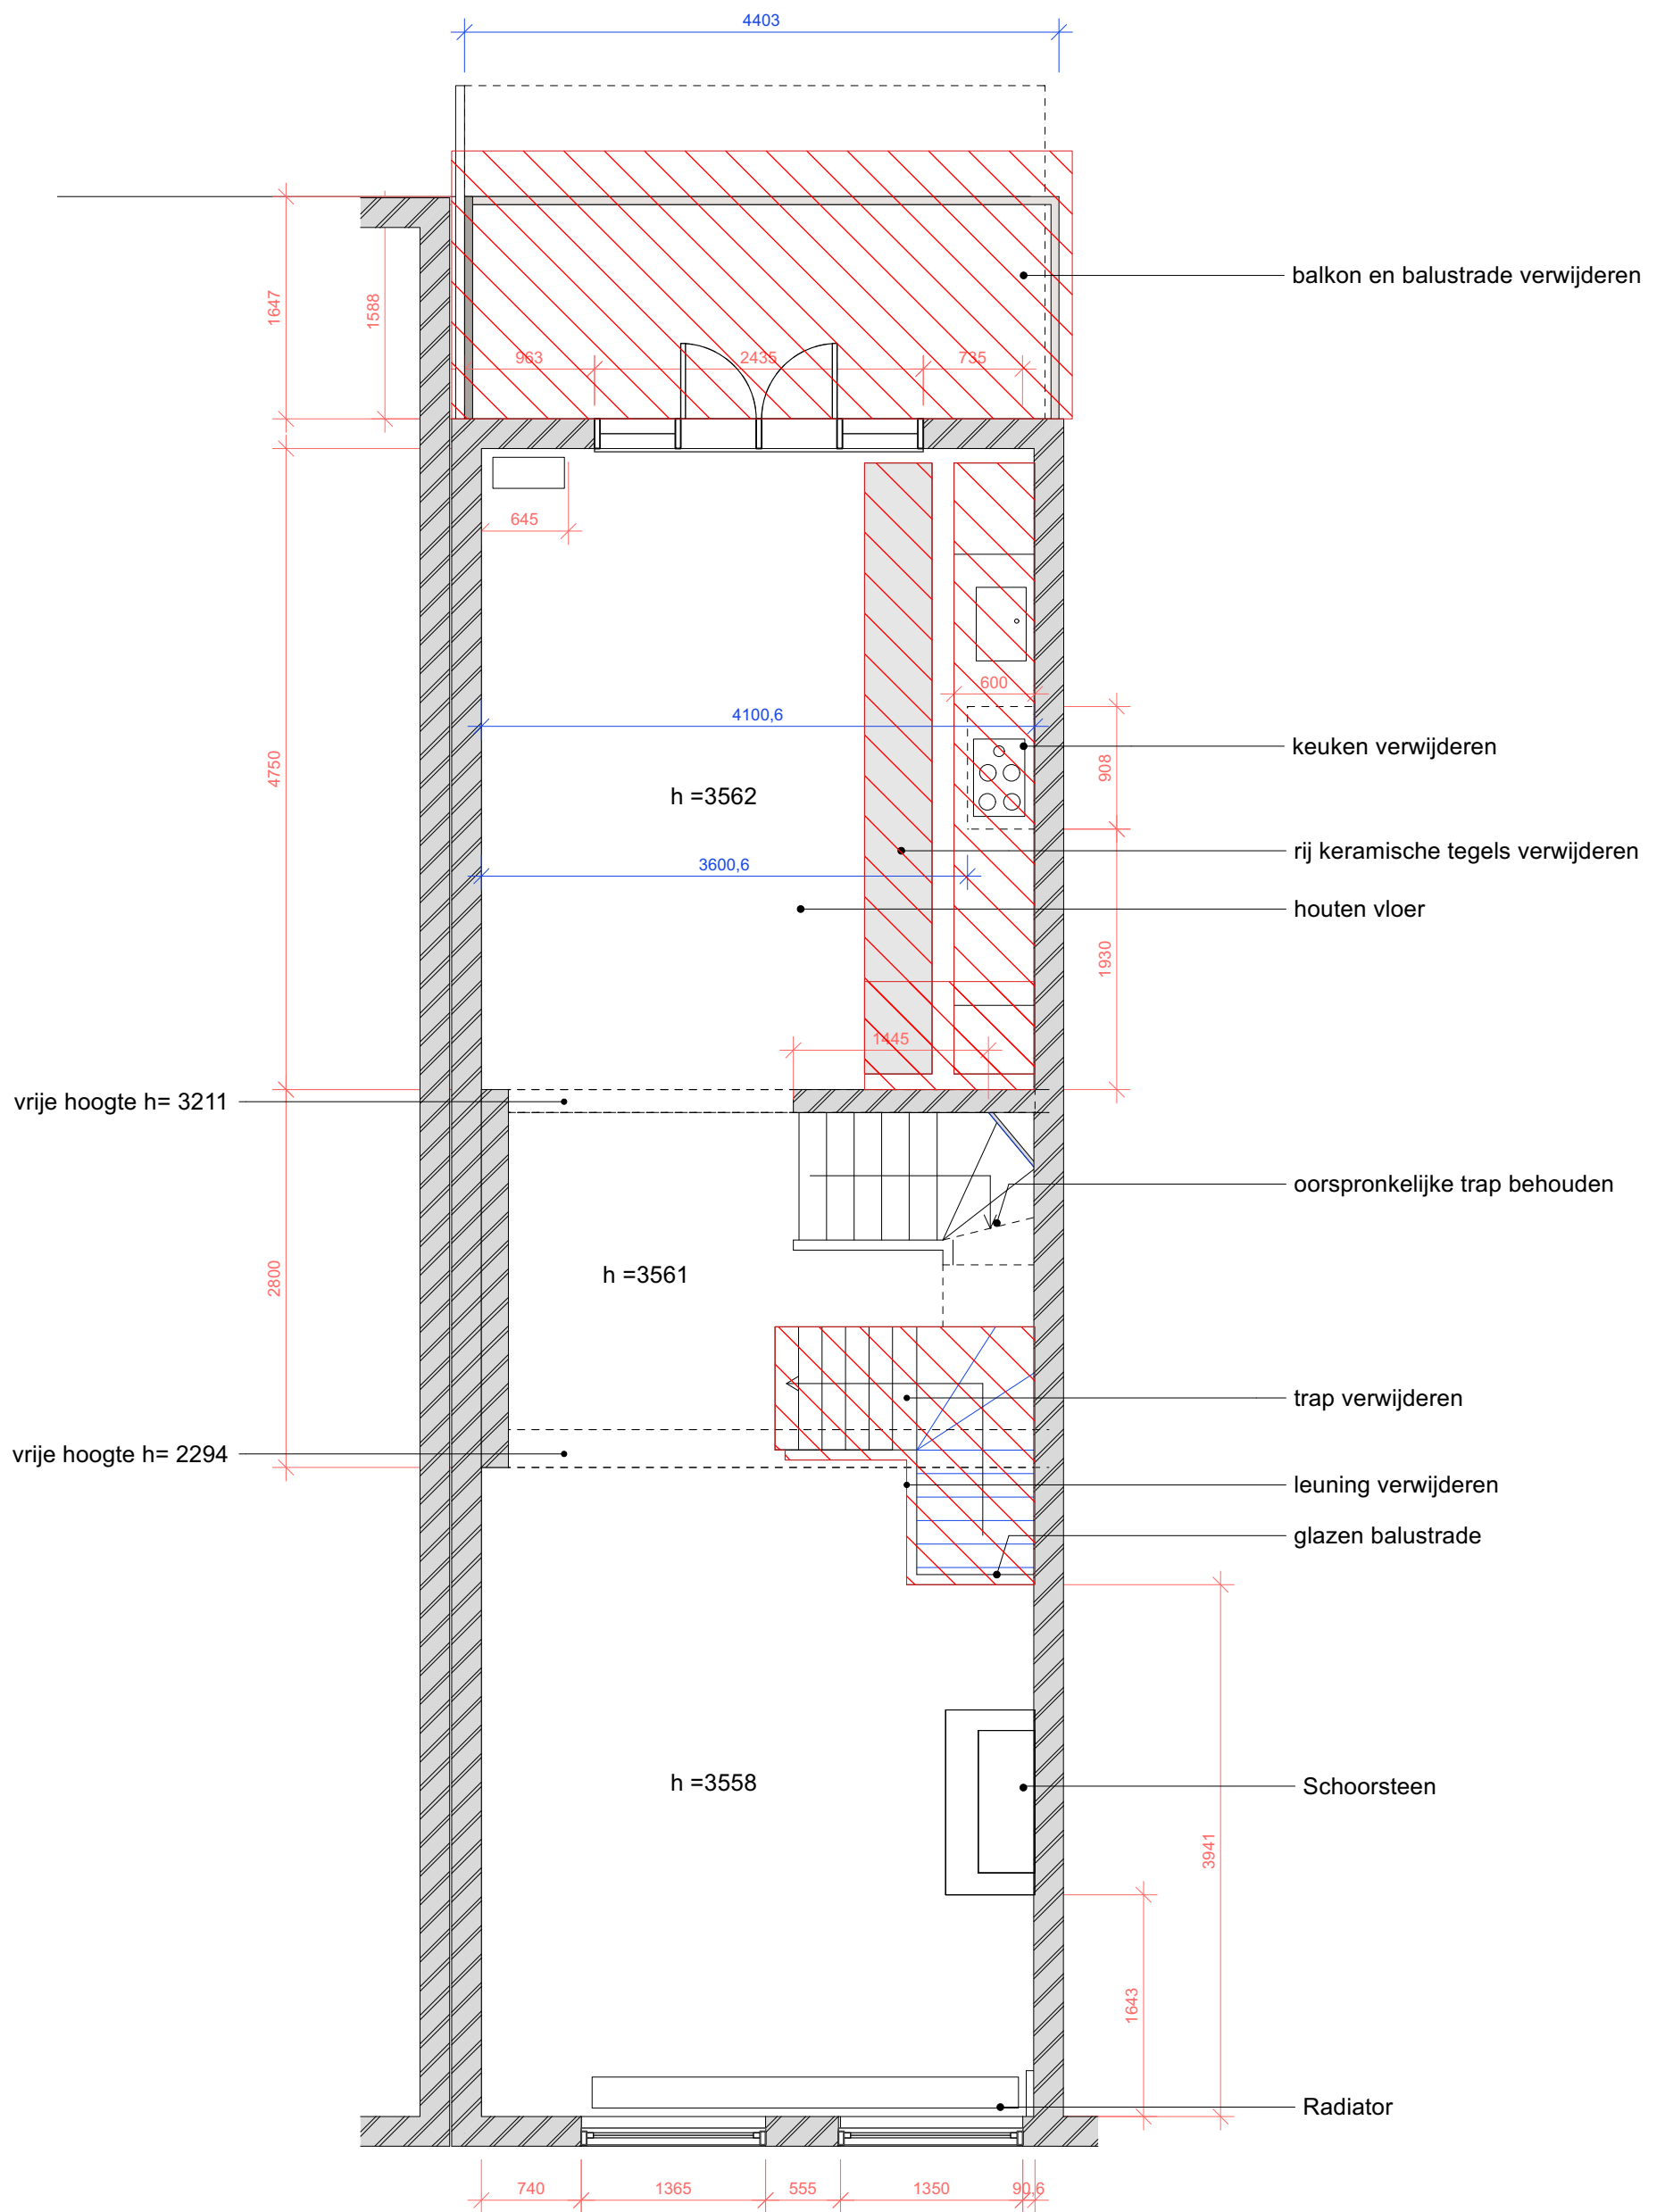 4403
balkon en balustrade verwijderen
1647
1588
963
2435
735
645
600
4100,6
keuken verwijderen
4750
908
h =3562
rij keramische tegels verwijderen
3600,6
houten vloer
1930
1445
vrije hoogte h= 3211
oorspronkelijke trap behouden
2800
h =3561
trap verwijderen
vrije hoogte h= 2294
leuning verwijderen
glazen balustrade
h =3558
Schoorsteen
3941
1643
Radiator
740
1365
555
1350
90,6